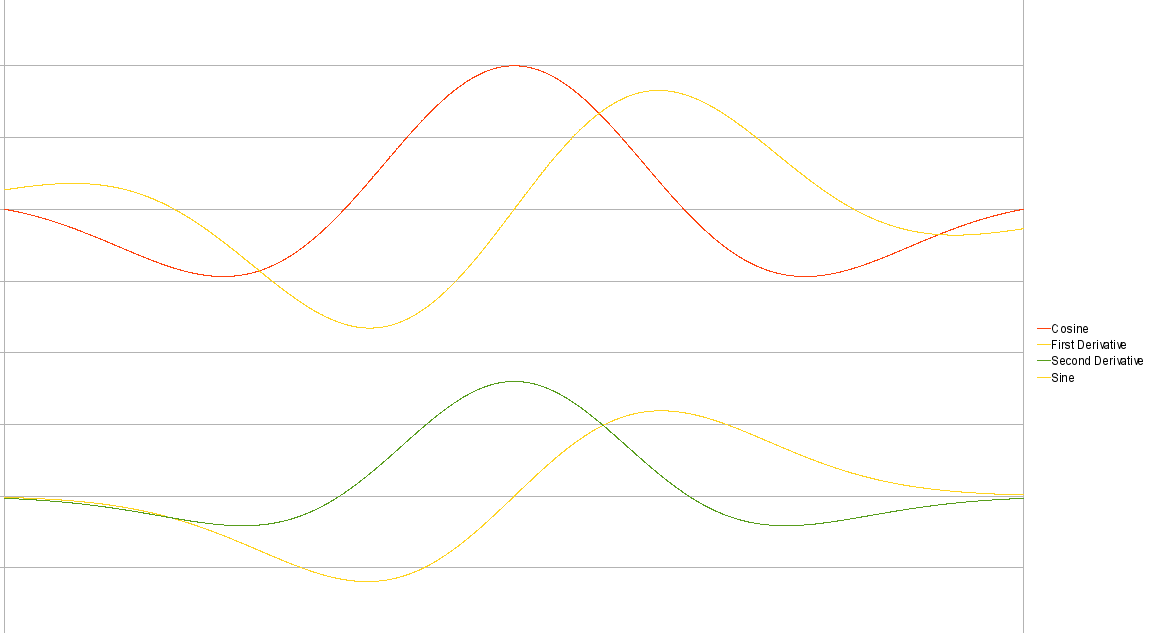 Cosine
First Derivative
Second Derivative
Sine